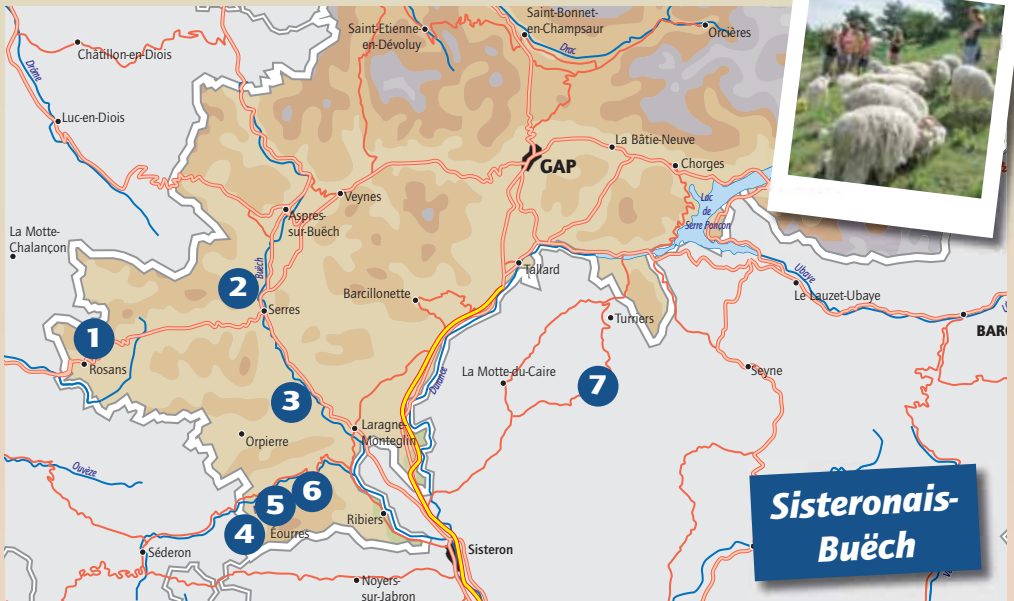 Saint-Bonnet-
en-Champsaur
Saint-Etienne-
en-Dévoluy
Orcières
Drac
Châtillon-en-Diois
Drôme
Luc-en-Diois
La Bâtie-Neuve
GAP
Chorges
Veynes
Lac
de
Serre Ponçon
Aspres-
sur-Buëch
La Motte-
Chalançon
Buëch
Tallard
Ubaye
2
Barcillonette
Le Lauzet-Ubaye
Serres
Turriers
BARC
1
Rosans
La Motte-du-Caire
Seyne
Durance
7
3
Laragne-
Monteglin
Orpierre
Ouvèze
6
5
Ribiers
4
Éourres
Sisteronais-
Buëch
Séderon
Sisteron
Noyers-
sur-Jabron